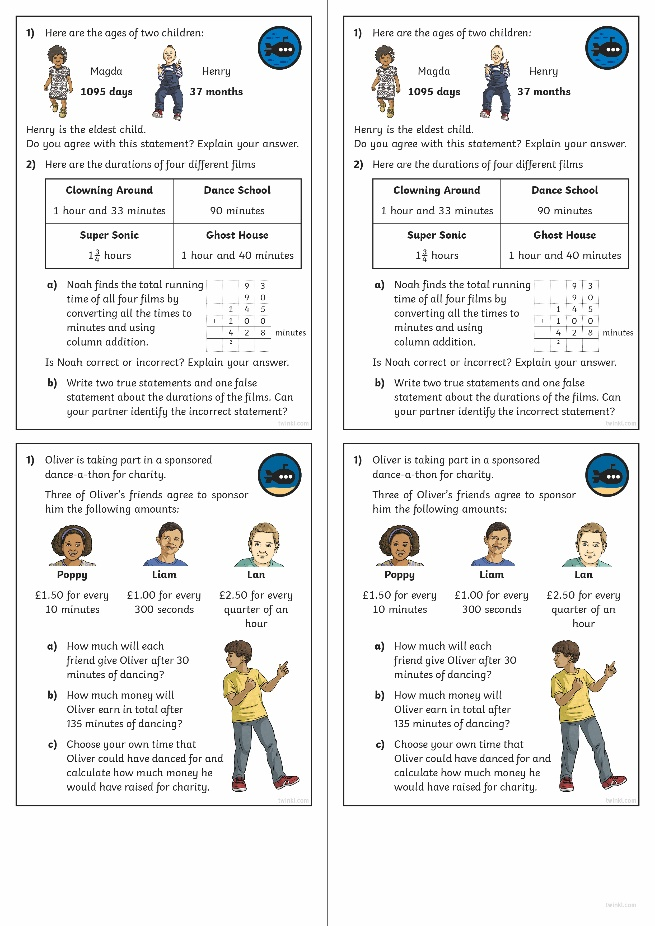 1) Here are the ages of two children:
Magda
1095 days
Henry
37 months
Henry is the eldest child.
Do you agree with this statement? Explain your answer.
2) Here are the durations of four different films
Clowning Around
1 hour and 33 minutes
Dance School
90 minutes
Super Sonic
1 3/4 hours
Ghost House
1 hour and 40 minutes
a) Noah finds the total running
time of all four films by
converting all the times to
minutes and using
column addition.
9 3
9 0
1 4 5
+ 1 0 0
4 2 8 minutes
2
Is Noah correct or incorrect? Explain your answer.
b) Write two true statements and one false
statement about the durations of the films. Can
your partner identify the incorrect statement?
twinkl.com
1) Here are the ages of two children:
Magda
1095 days
Henry
37 months
Henry is the eldest child.
Do you agree with this statement? Explain your answer.
2) Here are the durations of four different films
Clowning Around
1 hour and 33 minutes
Dance School
90 minutes
Super Sonic
1 3/4 hours
Ghost House
1 hour and 40 minutes
a) Noah finds the total running
time of all four films by
converting all the times to
minutes and using
column addition.
9 3
9 0
1 4 5
+ 1 0 0
4 2 8 minutes
2
Is Noah correct or incorrect? Explain your answer.
b) Write two true statements and one false
statement about the durations of the films. Can
your partner identify the incorrect statement?
twinkl.com
1) Oliver is taking part in a sponsored
dance-a-thon for charity.
Three of Oliver's friends agree to sponsor
him the following amounts:
Poppy
£1.50 for every
10 minutes
Liam
£1.00 for every
300 seconds
Lan
£2.50 for every
quarter of an
hour
a) How much will each
friend give Oliver after 30
minutes of dancing?
b) How much money will
Oliver earn in total after
135 minutes of dancing?
c) Choose your own time that
Oliver could have danced for and
calculate how much money he
would have raised for charity.
twinkl.com
1) Oliver is taking part in a sponsored
dance-a-thon for charity.
Three of Oliver's friends agree to sponsor
him the following amounts:
Poppy
£1.50 for every
10 minutes
Liam
£1.00 for every
300 seconds
Lan
£2.50 for every
quarter of an
hour
a) How much will each
friend give Oliver after 30
minutes of dancing?
b) How much money will
Oliver earn in total after
135 minutes of dancing?
c) Choose your own time that
Oliver could have danced for and
calculate how much money he
would have raised for charity.
twinkl.com
twinkl.com